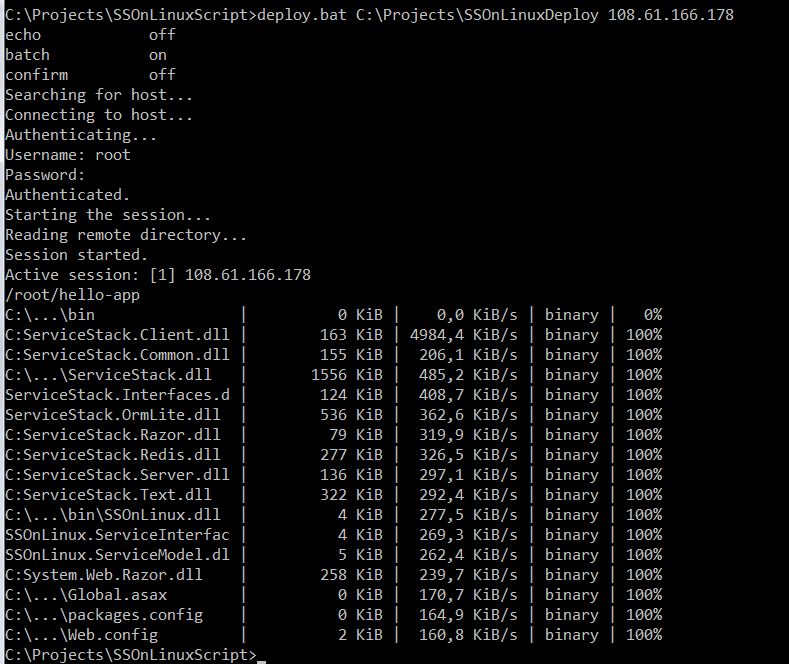 C:\Projects\SSOnLinuxScript>deploy.bat C:\Projects\SSOnLinuxDeploy 108.61.166.178
echo            off
batch           on
confirm         off
Searching for host...
Connecting to host...
Authenticating...
Username: root
Password:
Authenticated.
Starting the session...
Reading remote directory...
Session started.
Active session: [1] 108.61.166.178
/root/hello-app
C:\...\bin                |          0 KiB |    0,0 KiB/s | binary |   0%
C:ServiceStack.Client.dll |        163 KiB | 4984,4 KiB/s | binary | 100%
C:ServiceStack.Common.dll |        155 KiB |  206,1 KiB/s | binary | 100%
C:\...\ServiceStack.dll   |       1556 KiB |  485,2 KiB/s | binary | 100%
ServiceStack.Interfaces.d |        124 KiB |  408,7 KiB/s | binary | 100%
ServiceStack.OrmLite.dll  |        536 KiB |  362,6 KiB/s | binary | 100%
C:ServiceStack.Razor.dll  |         79 KiB |  319,9 KiB/s | binary | 100%
C:ServiceStack.Redis.dll  |        277 KiB |  326,5 KiB/s | binary | 100%
C:ServiceStack.Server.dll |        136 KiB |  297,1 KiB/s | binary | 100%
C:ServiceStack.Text.dll   |        322 KiB |  292,4 KiB/s | binary | 100%
C:\...\bin\SSOnLinux.dll  |          4 KiB |  277,5 KiB/s | binary | 100%
SSOnLinux.ServiceInterfac |          4 KiB |  269,3 KiB/s | binary | 100%
SSOnLinux.ServiceModel.dl |          5 KiB |  262,4 KiB/s | binary | 100%
C:System.Web.Razor.dll    |        258 KiB |  239,7 KiB/s | binary | 100%
C:\...\Global.asax        |          0 KiB |  170,7 KiB/s | binary | 100%
C:\...\packages.config    |          0 KiB |  164,9 KiB/s | binary | 100%
C:\...\Web.config         |          2 KiB |  160,8 KiB/s | binary | 100%
C:\Projects\SSOnLinuxScript>